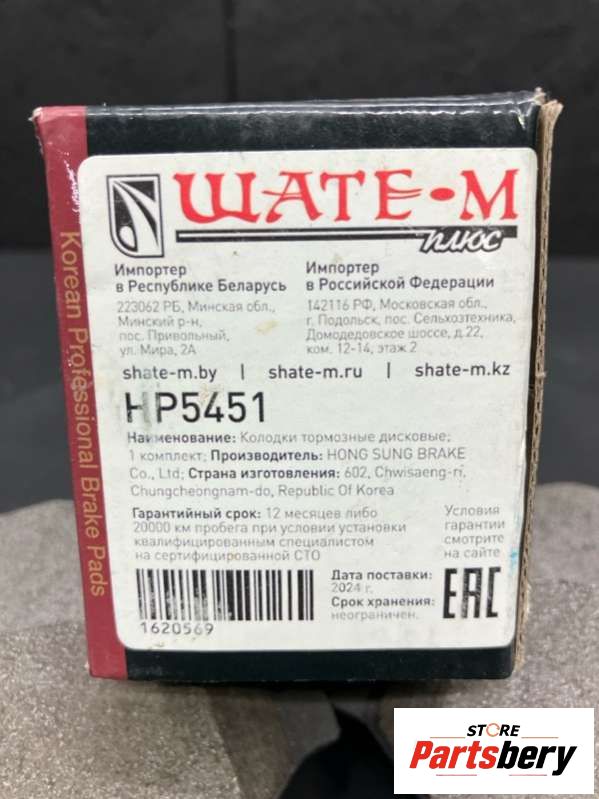 ШАТЕ-М
плюс
Импортер
в Республике Беларусь
223062 РБ, Минская обл.,
Минский р-н,
пос. Привольный,
ул. Мира, 2А
Импортер
в Российской Федерации
142116 РФ, Московская обл.,
г. Подольск, пос. Сельхозтехника,
Домодедовское шоссе, д.22,
ком. 12-14, этаж 2
shate-m.by | shate-m.ru | shate-m.kz
HP5451
Наименование: Колодки тормозные дисковые;
1 комплект; Производитель: HONG SUNG BRAKE
Co., Ltd; Страна изготовления: 602, Chwisaeng-ri,
Chungcheongnam-do, Republic Of Korea
Гарантийный срок: 12 месяцев либо
20000 км пробега при условии установки
квалифицированным специалистом
на сертифицированной СТО
Условия
гарантии
смотрите
на сайте
1620569
Дата поставки:
2024 г.
Срок хранения:
неограничен.
EAC
Korean Professional Brake Pads
STORE
Partsbery